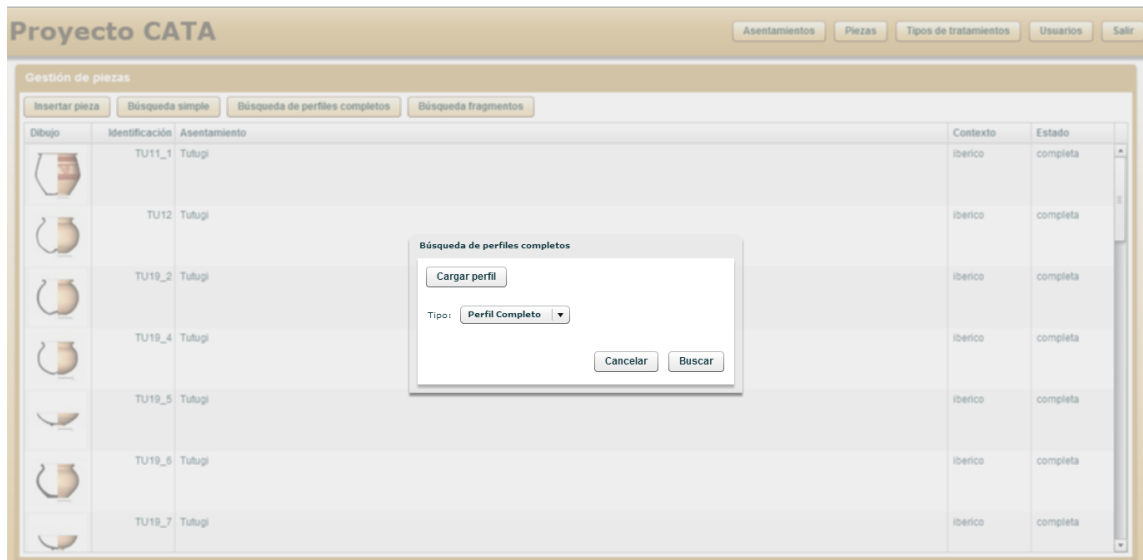 Proyecto CATA
Asentamientos Piezas Tipos de tratamientos Usuarios Salir
Gestión de piezas
Insertar pieza Búsqueda simple Búsqueda de perfiles completos Búsqueda fragmentos
Dibujo Identificación Asentamiento Contexto Estado
TU11_1 Tutugi iberico completa
TU12 Tutugi iberico completa
Búsqueda de perfiles completos
Cargar perfil
TU19_2 Tutugi iberico completa
Tipo: Perfil Completo
TU19_4 Tutugi iberico completa
Cancelar Buscar
TU19_5 Tutugi iberico completa
TU19_6 Tutugi iberico completa
TU19_7 Tutugi iberico completa